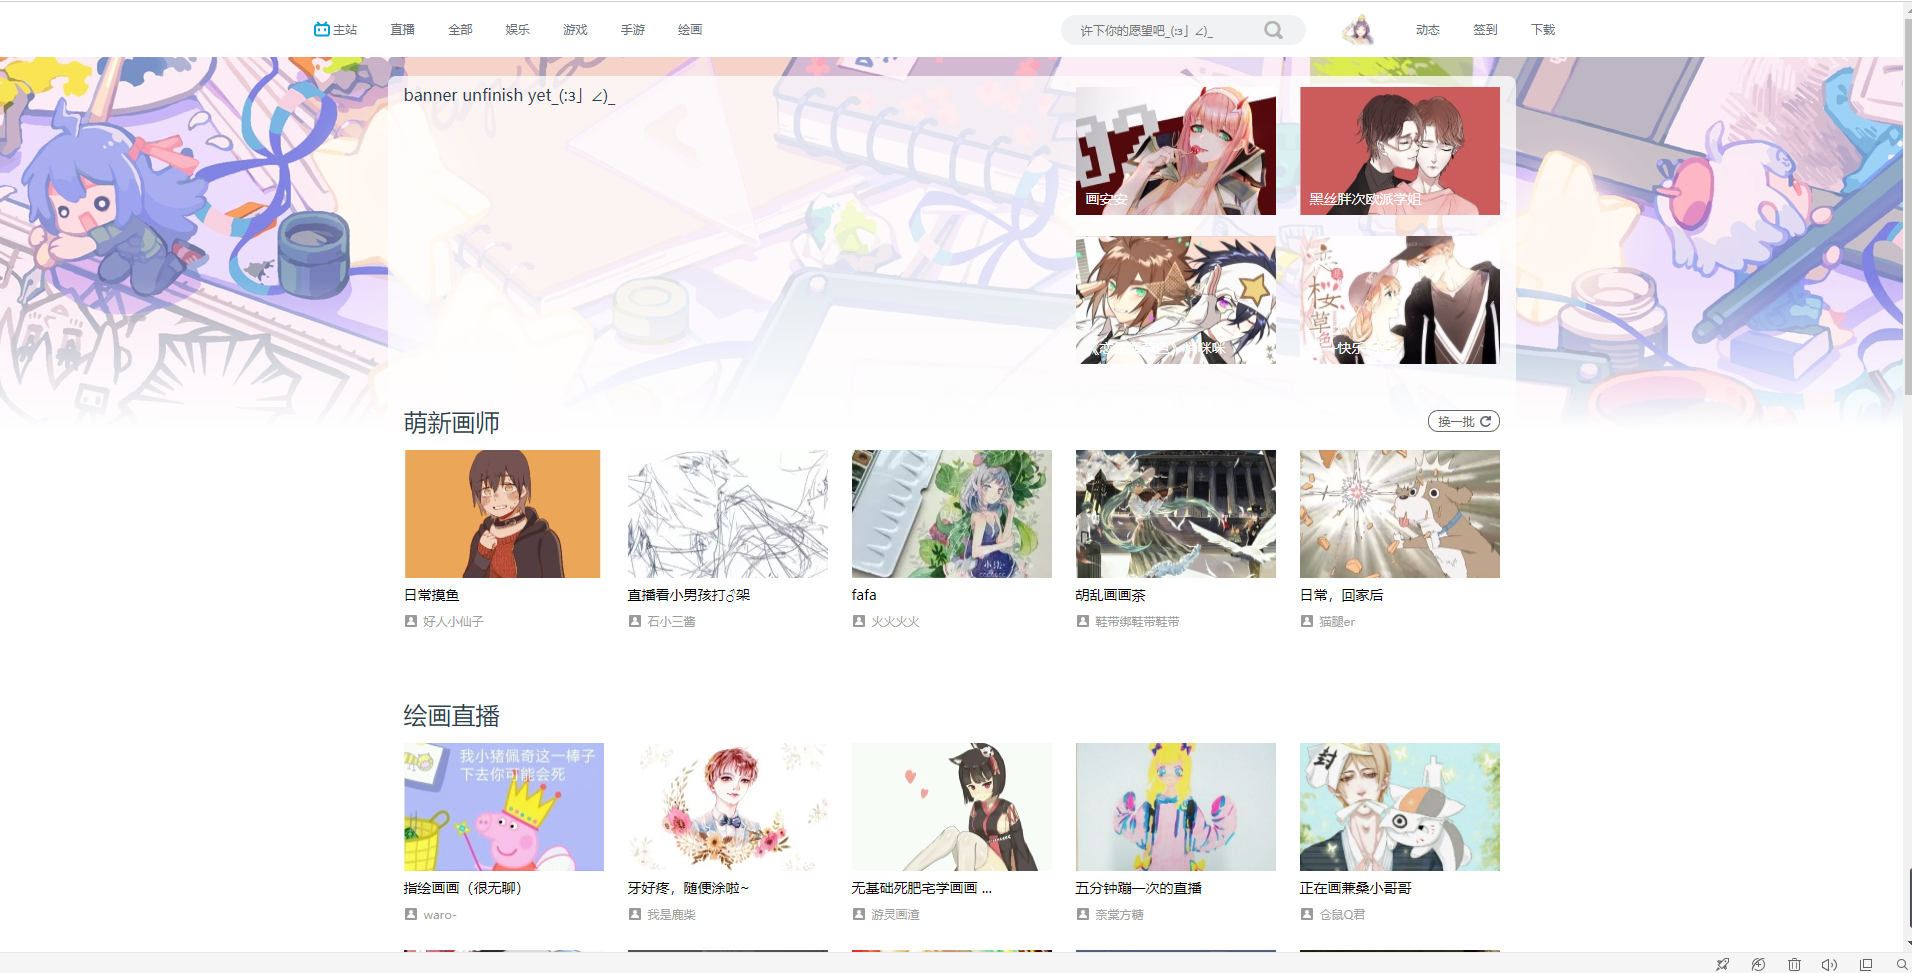 主站
直播
全部
娱乐
游戏
手游
绘画
许下你的愿望吧_(:з」∠)_
动态
签到
下载
banner unfinish yet_(:з」∠)_
画安安
黑丝胖次欧派学姐
咪咪
快乐
恋
桜
草
色
萌新画师
换一批
日常摸鱼
直播看小男孩打♂架
fafa
胡乱画画茶
日常，回家后
好人小仙子
石小三酱
火火火火
鞋带绑鞋带鞋带
猫腿er
绘画直播
我小猪佩奇这一棒子
下去你可能会死
封
指绘画画（很无聊）
牙好疼，随便涂啦~
无基础死肥宅学画画 ...
五分钟蹦一次的直播
正在画兼桑小哥哥
waro-
我是鹿柴
游灵画渣
奈棠方糖
仓鼠Q君